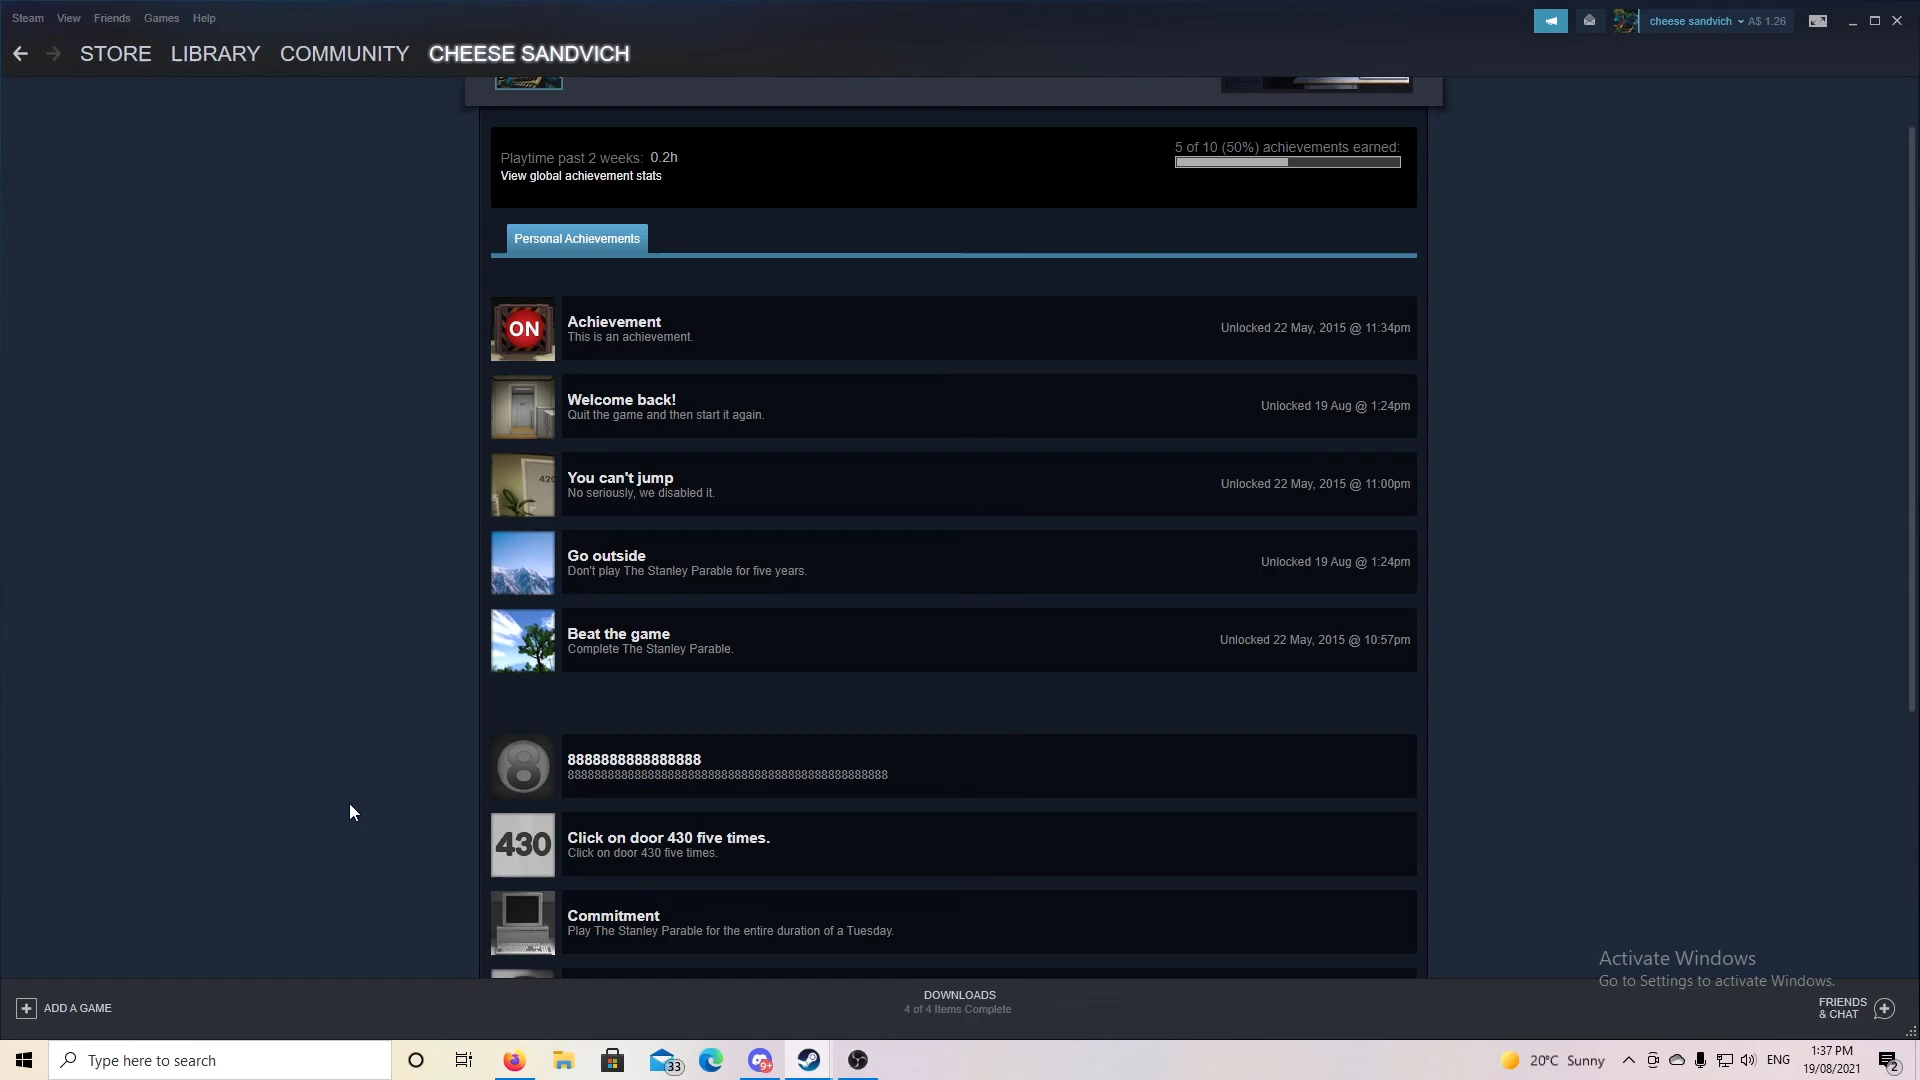 Steam View Friends Games Help
cheese sandvich A$ 1.26
STORE LIBRARY COMMUNITY CHEESE SANDVICH
Playtime past 2 weeks: 0.2h
5 of 10 (50%) achievements earned:
View global achievement stats
Personal Achievements
ON
Achievement
This is an achievement.
Unlocked 22 May, 2015 @ 11:34pm
Welcome back!
Quit the game and then start it again.
Unlocked 19 Aug @ 1:24pm
420
You can't jump
No seriously, we disabled it.
Unlocked 22 May, 2015 @ 11:00pm
Go outside
Don't play The Stanley Parable for five years.
Unlocked 19 Aug @ 1:24pm
Beat the game
Complete The Stanley Parable.
Unlocked 22 May, 2015 @ 10:57pm
8
8888888888888888
888888888888888888888888888888888888888888888888
430
Click on door 430 five times.
Click on door 430 five times.
Commitment
Play The Stanley Parable for the entire duration of a Tuesday.
Activate Windows
Go to Settings to activate Windows.
ADD A GAME
DOWNLOADS
4 of 4 Items Complete
FRIENDS
& CHAT
Type here to search
33
9+
20°C Sunny
ENG
1:37 PM
19/08/2021
2